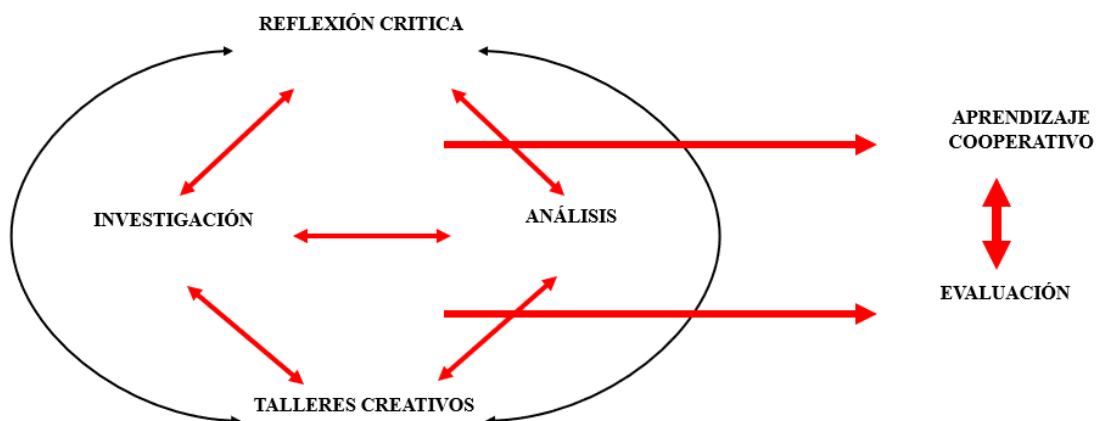 REFLEXIÓN CRITICA
APRENDIZAJE
COOPERATIVO
INVESTIGACIÓN
ANÁLISIS
EVALUACIÓN
TALLERES CREATIVOS